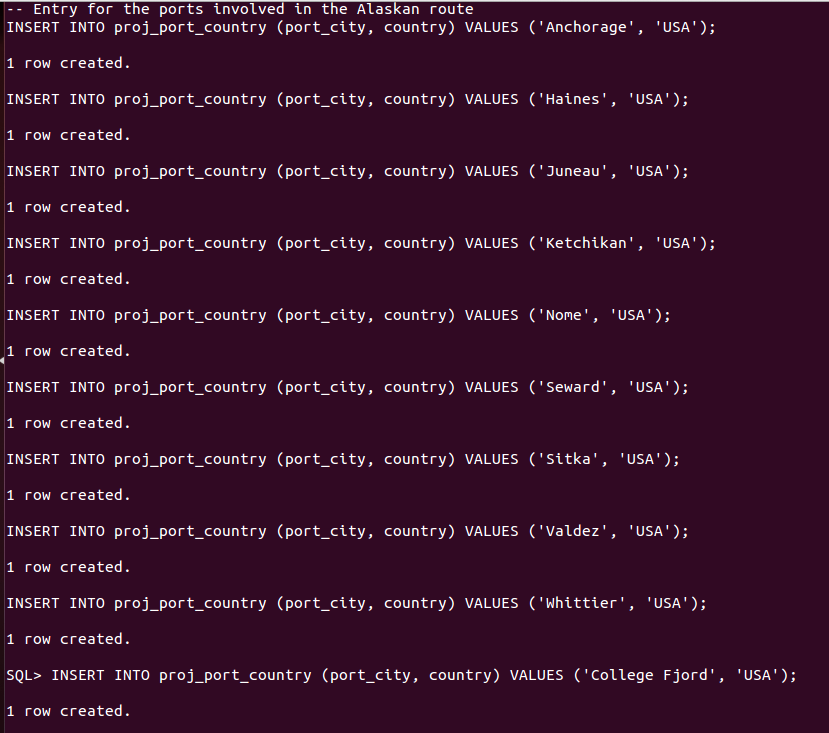 -- Entry for the ports involved in the Alaskan route
INSERT INTO proj_port_country (port_city, country) VALUES ('Anchorage', 'USA');
1 row created.
INSERT INTO proj_port_country (port_city, country) VALUES ('Haines', 'USA');
1 row created.
INSERT INTO proj_port_country (port_city, country) VALUES ('Juneau', 'USA');
1 row created.
INSERT INTO proj_port_country (port_city, country) VALUES ('Ketchikan', 'USA');
1 row created.
INSERT INTO proj_port_country (port_city, country) VALUES ('Nome', 'USA');
1 row created.
INSERT INTO proj_port_country (port_city, country) VALUES ('Seward', 'USA');
1 row created.
INSERT INTO proj_port_country (port_city, country) VALUES ('Sitka', 'USA');
1 row created.
INSERT INTO proj_port_country (port_city, country) VALUES ('Valdez', 'USA');
1 row created.
INSERT INTO proj_port_country (port_city, country) VALUES ('Whittier', 'USA');
1 row created.
SQL> INSERT INTO proj_port_country (port_city, country) VALUES ('College Fjord', 'USA');
1 row created.